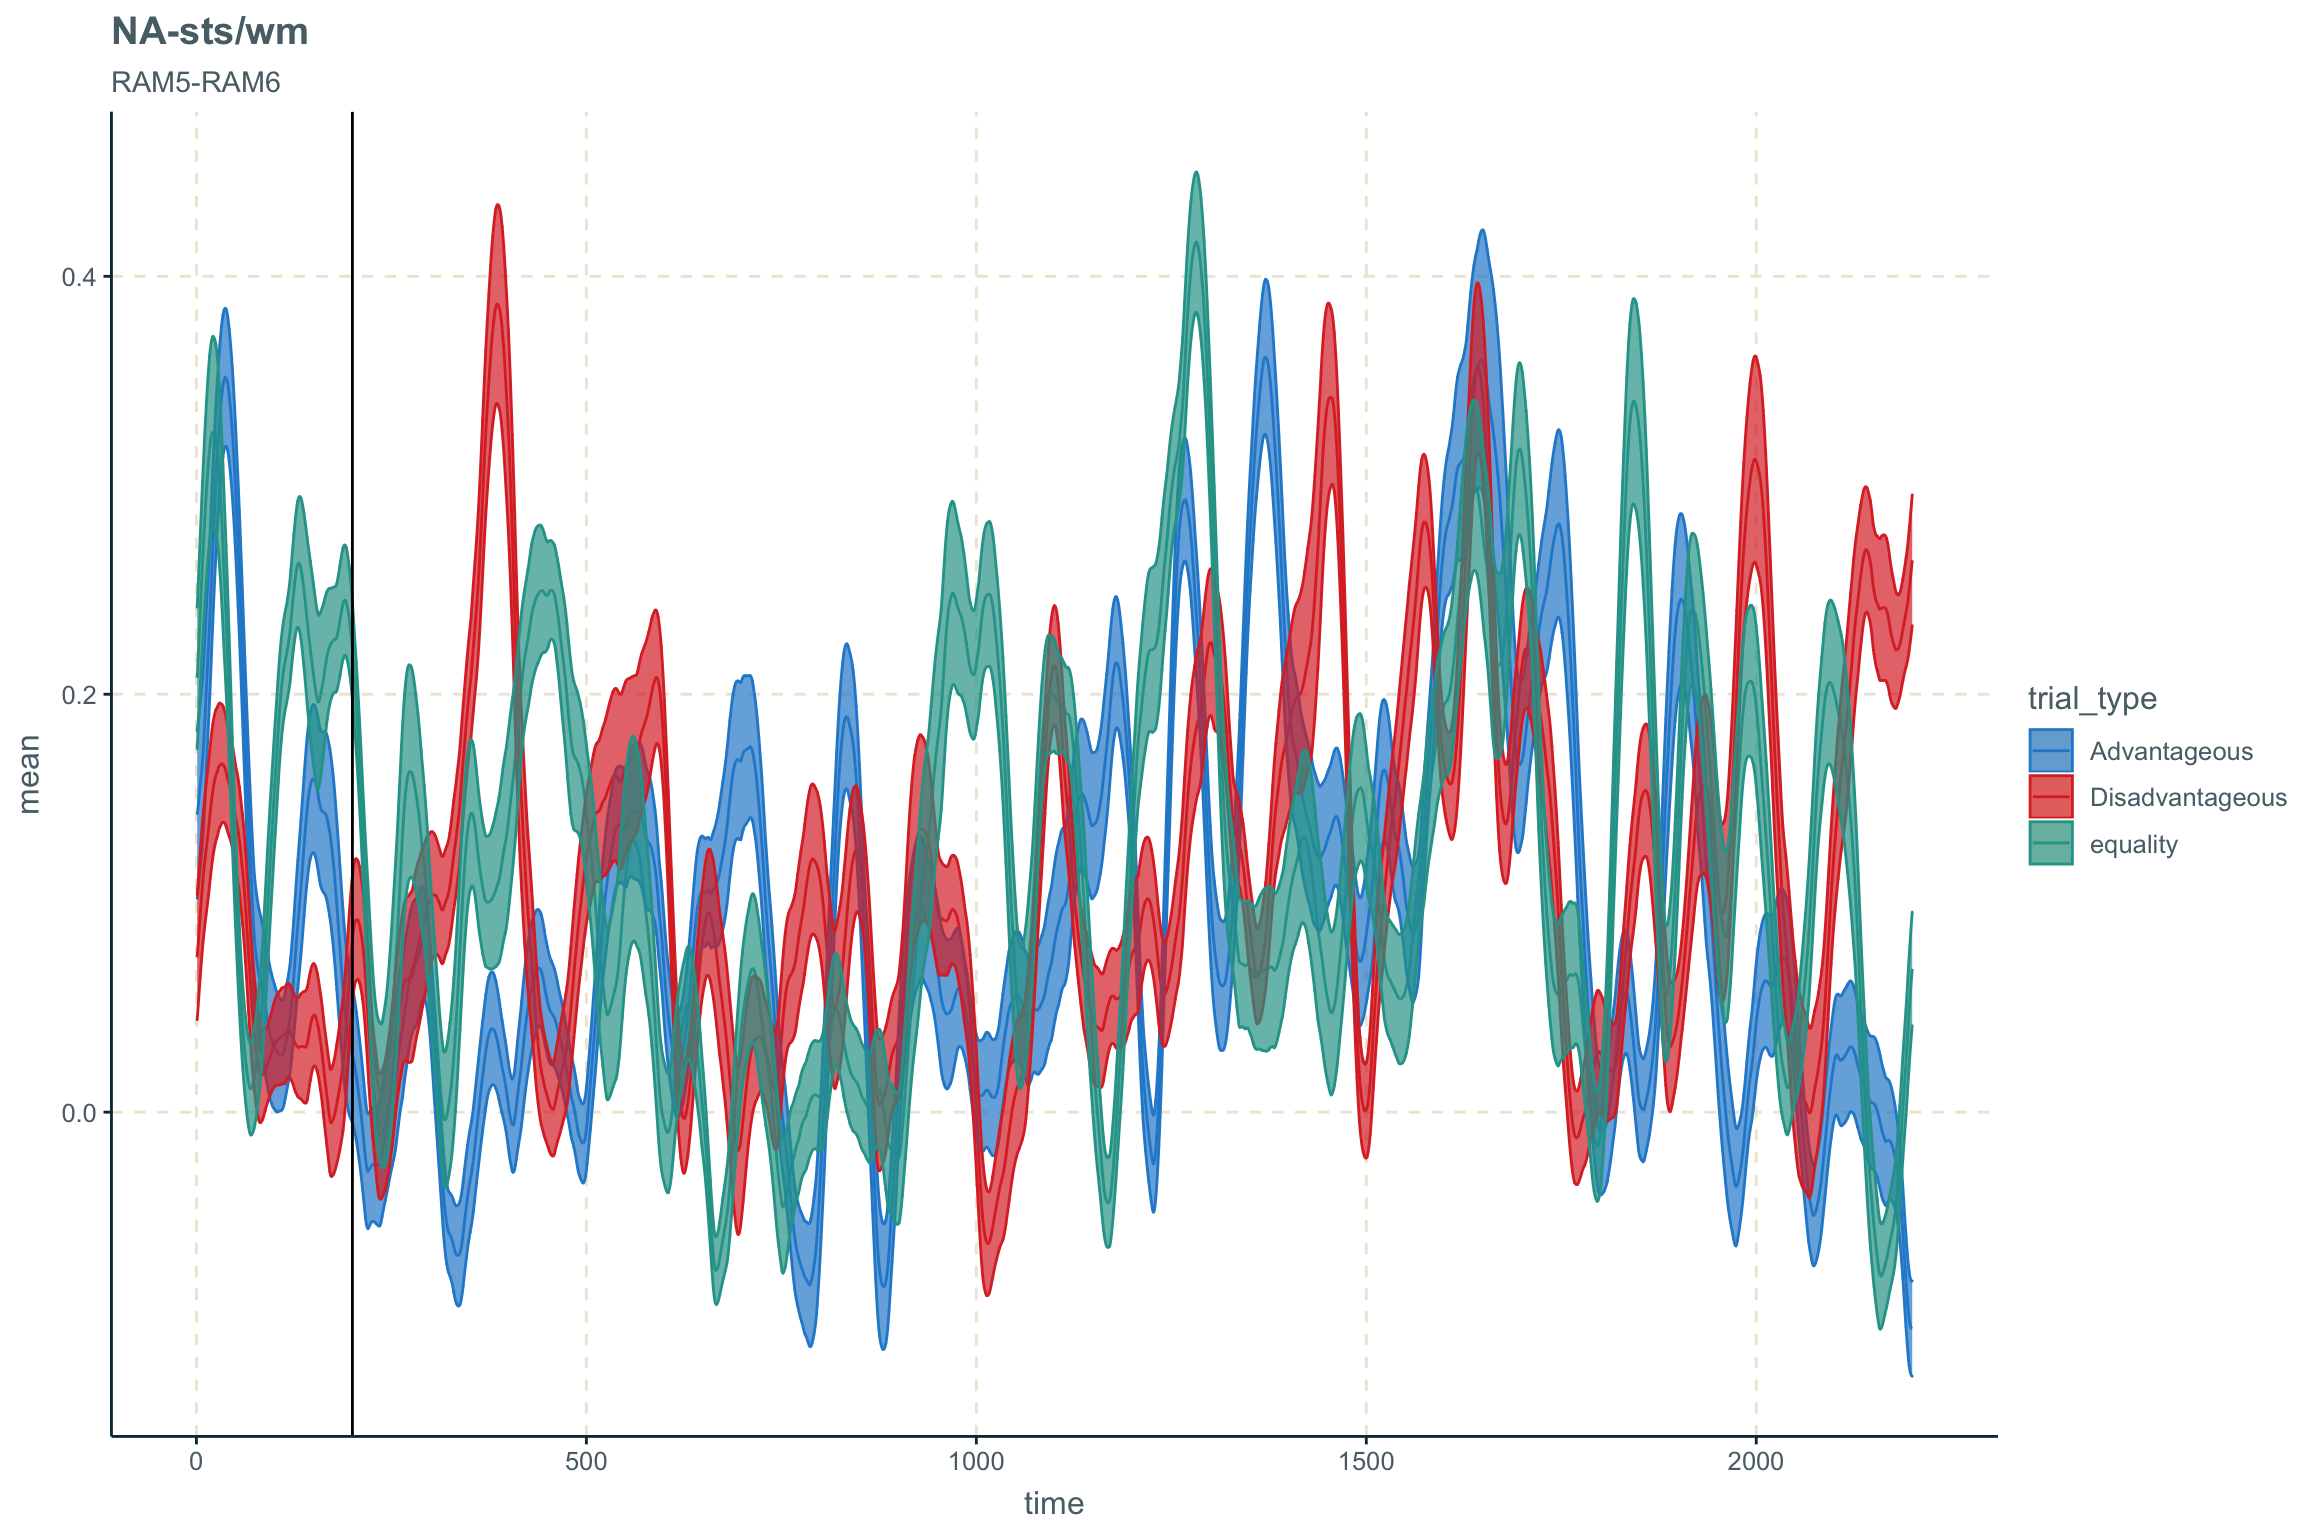 NA-sts/wm
RAM5-RAM6
mean
0.4
0.2
0.0
0
500
1000
1500
2000
time
trial_type
Advantageous
Disadvantageous
equality